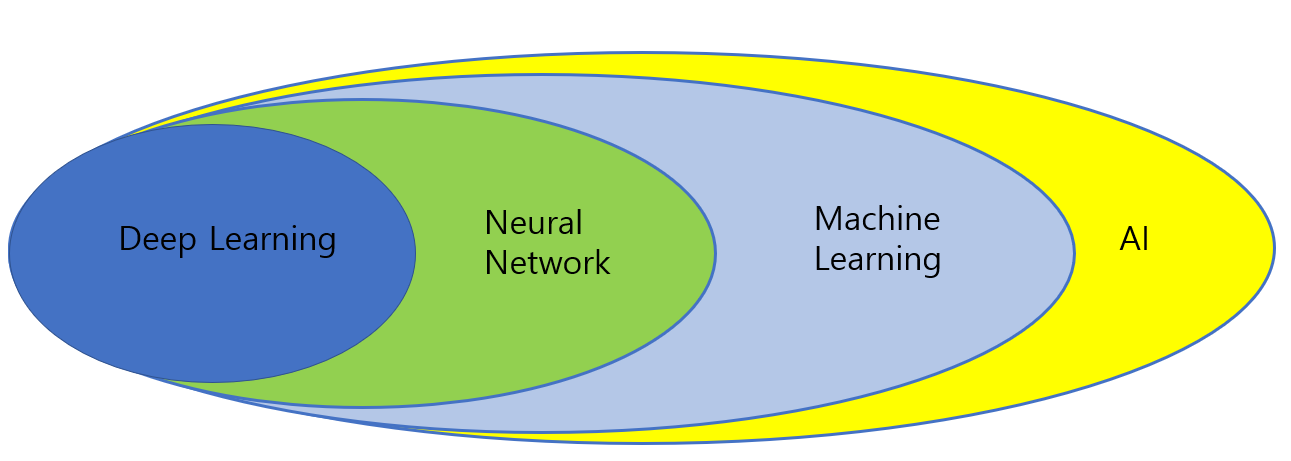 Deep Learning
Neural
Network
Machine
Learning
AI